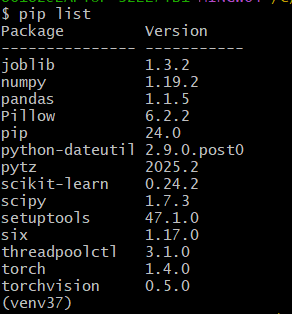 $ pip list
Package         Version
--------------- -----------
joblib          1.3.2
numpy           1.19.2
pandas          1.1.5
Pillow          6.2.2
pip             24.0
python-dateutil 2.9.0.post0
pytz            2025.2
scikit-learn    0.24.2
scipy           1.7.3
setuptools      47.1.0
six             1.17.0
threadpoolctl   3.1.0
torch           1.4.0
torchvision     0.5.0
(venv37)